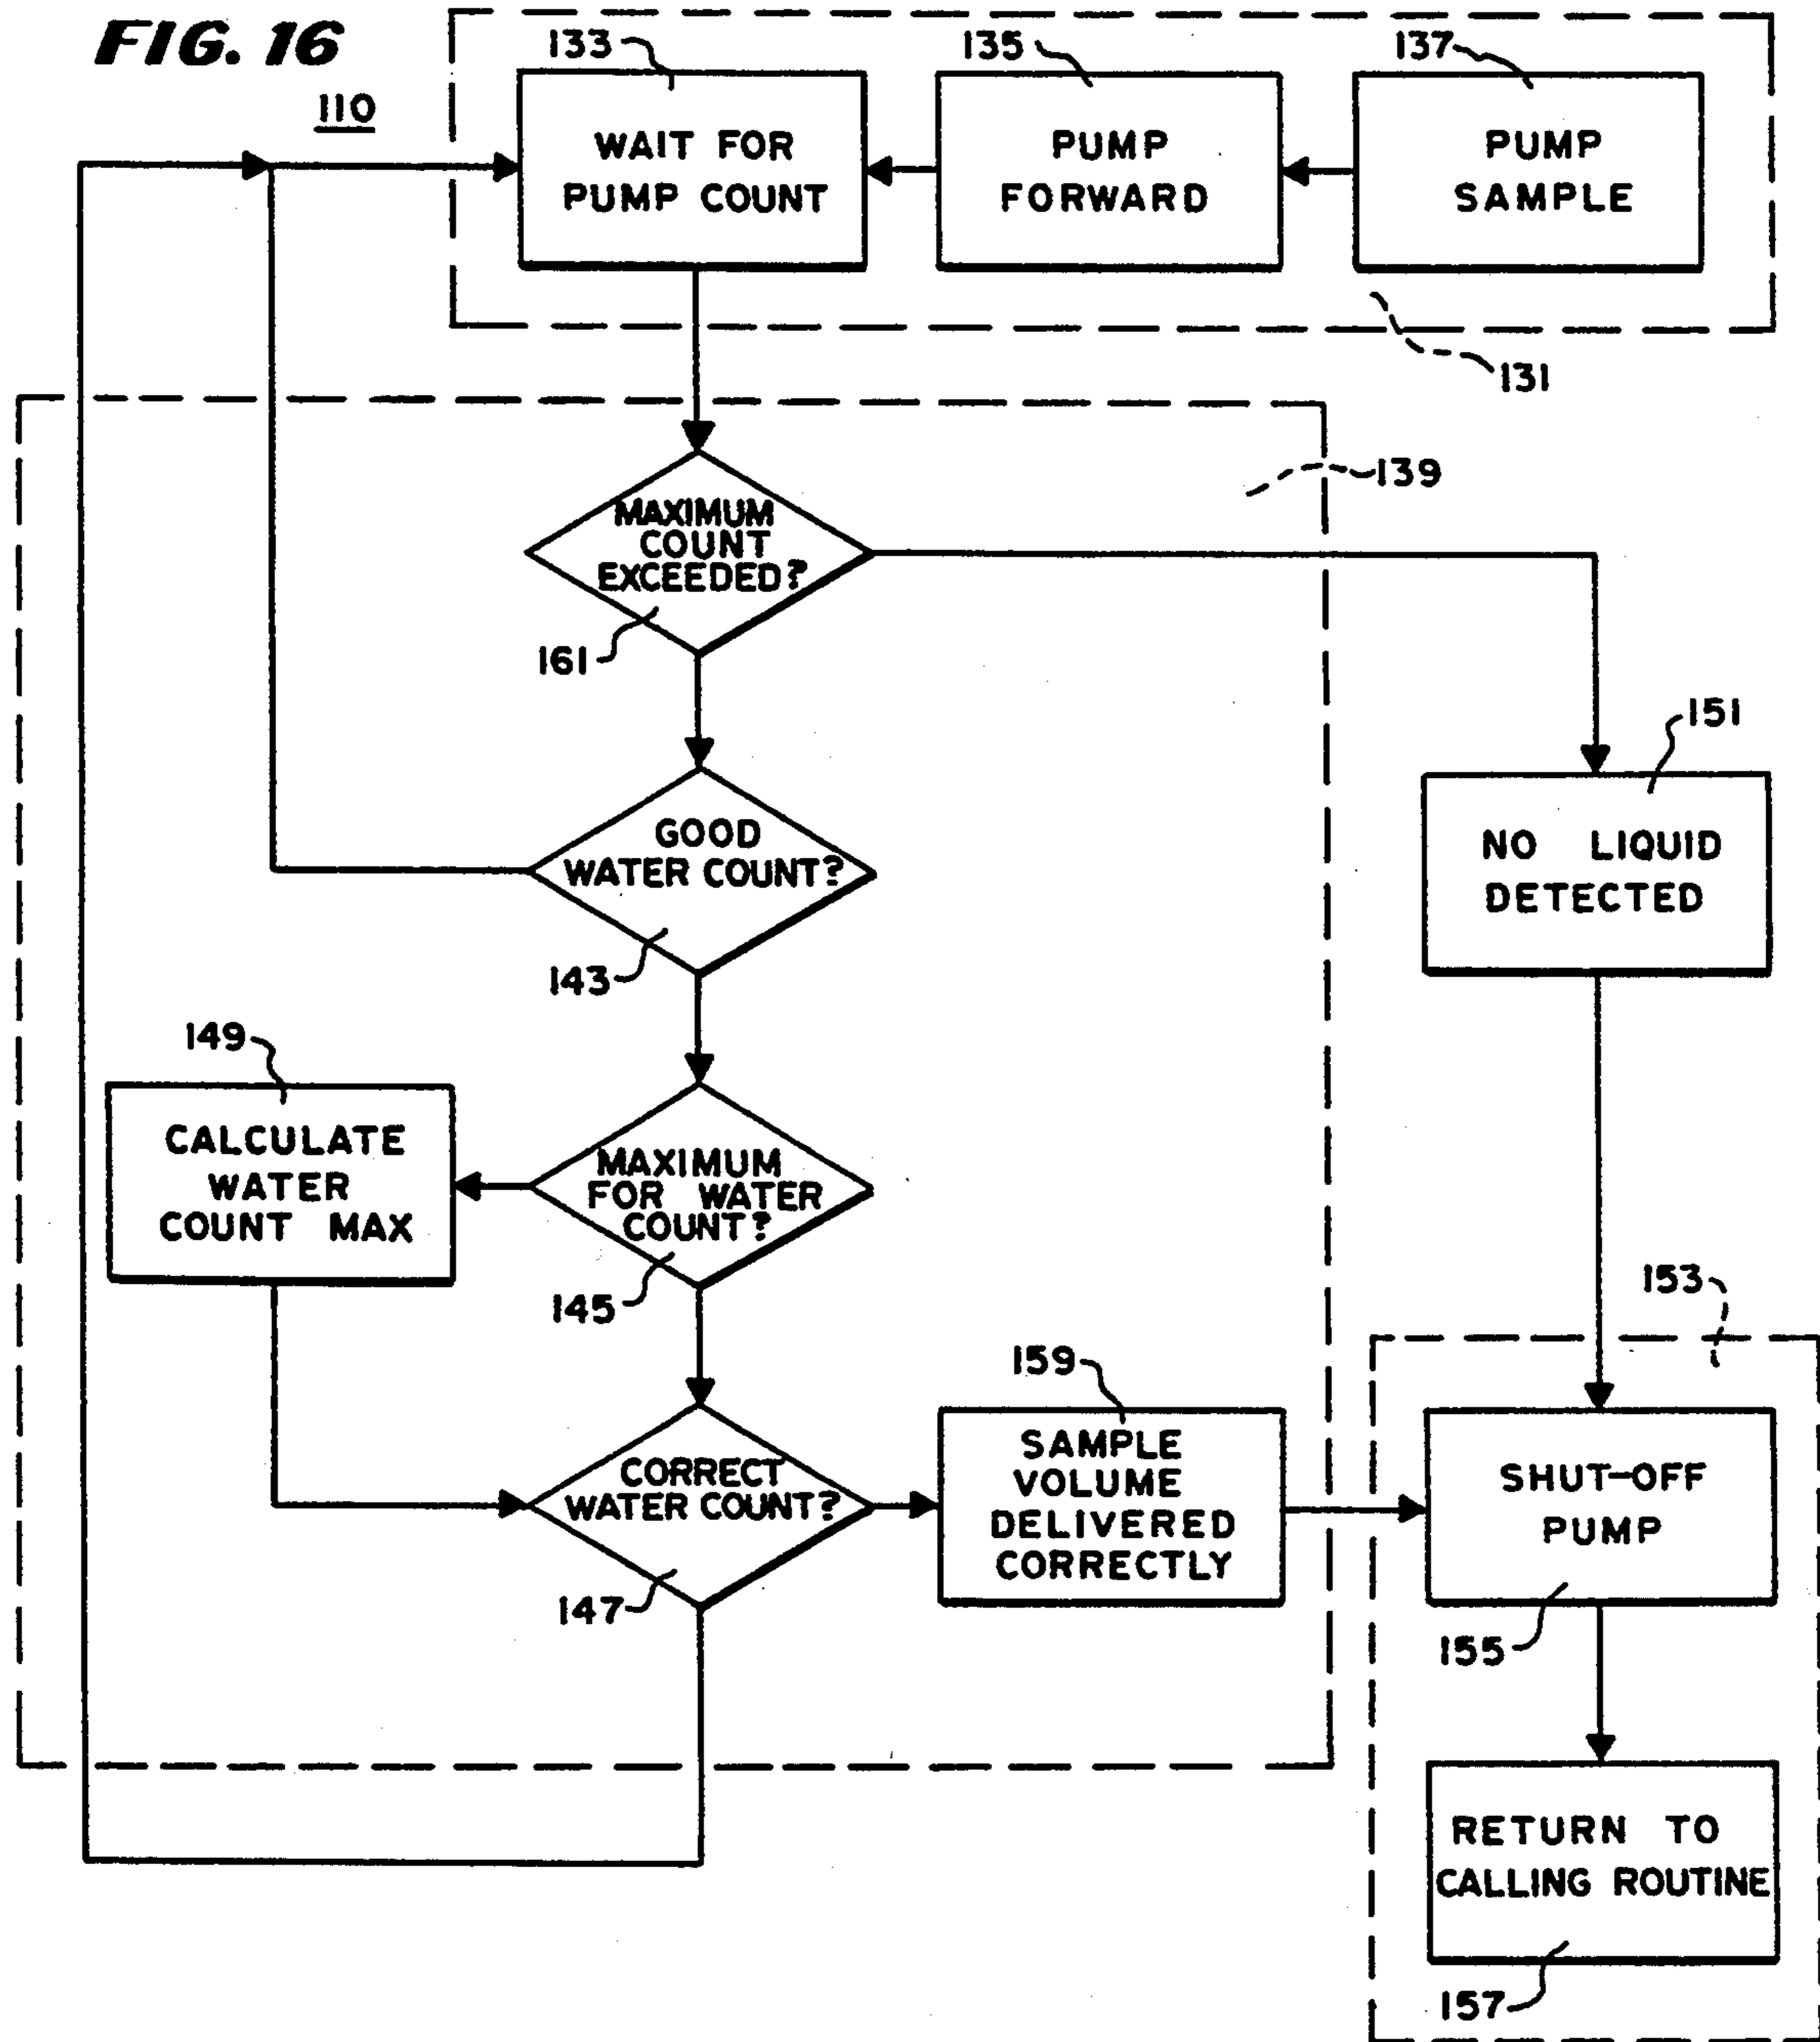 FIG. 16
110
133
135
137
WAIT FOR
PUMP COUNT
PUMP
FORWARD
PUMP
SAMPLE
131
139
MAXIMUM
COUNT
EXCEEDED?
161
151
NO LIQUID
DETECTED
GOOD
WATER COUNT?
143
149
CALCULATE
WATER
COUNT MAX
MAXIMUM
FOR WATER
COUNT?
145
153
159
CORRECT
WATER COUNT?
147
SAMPLE
VOLUME
DELIVERED
CORRECTLY
SHUT-OFF
PUMP
155
RETURN TO
CALLING ROUTINE
157